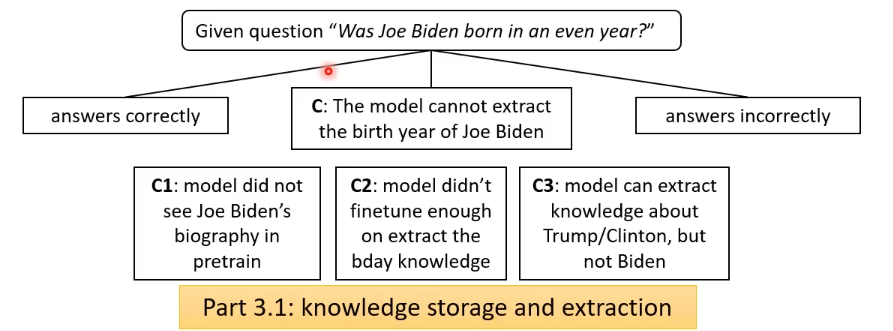 Given question “Was Joe Biden born in an even year?”
answers correctly
C: The model cannot extract
the birth year of Joe Biden
answers incorrectly
C1: model did not
see Joe Biden’s
biography in
pretrain
C2: model didn’t
finetune enough
on extract the
bday knowledge
C3: model can extract
knowledge about
Trump/Clinton, but
not Biden
Part 3.1: knowledge storage and extraction